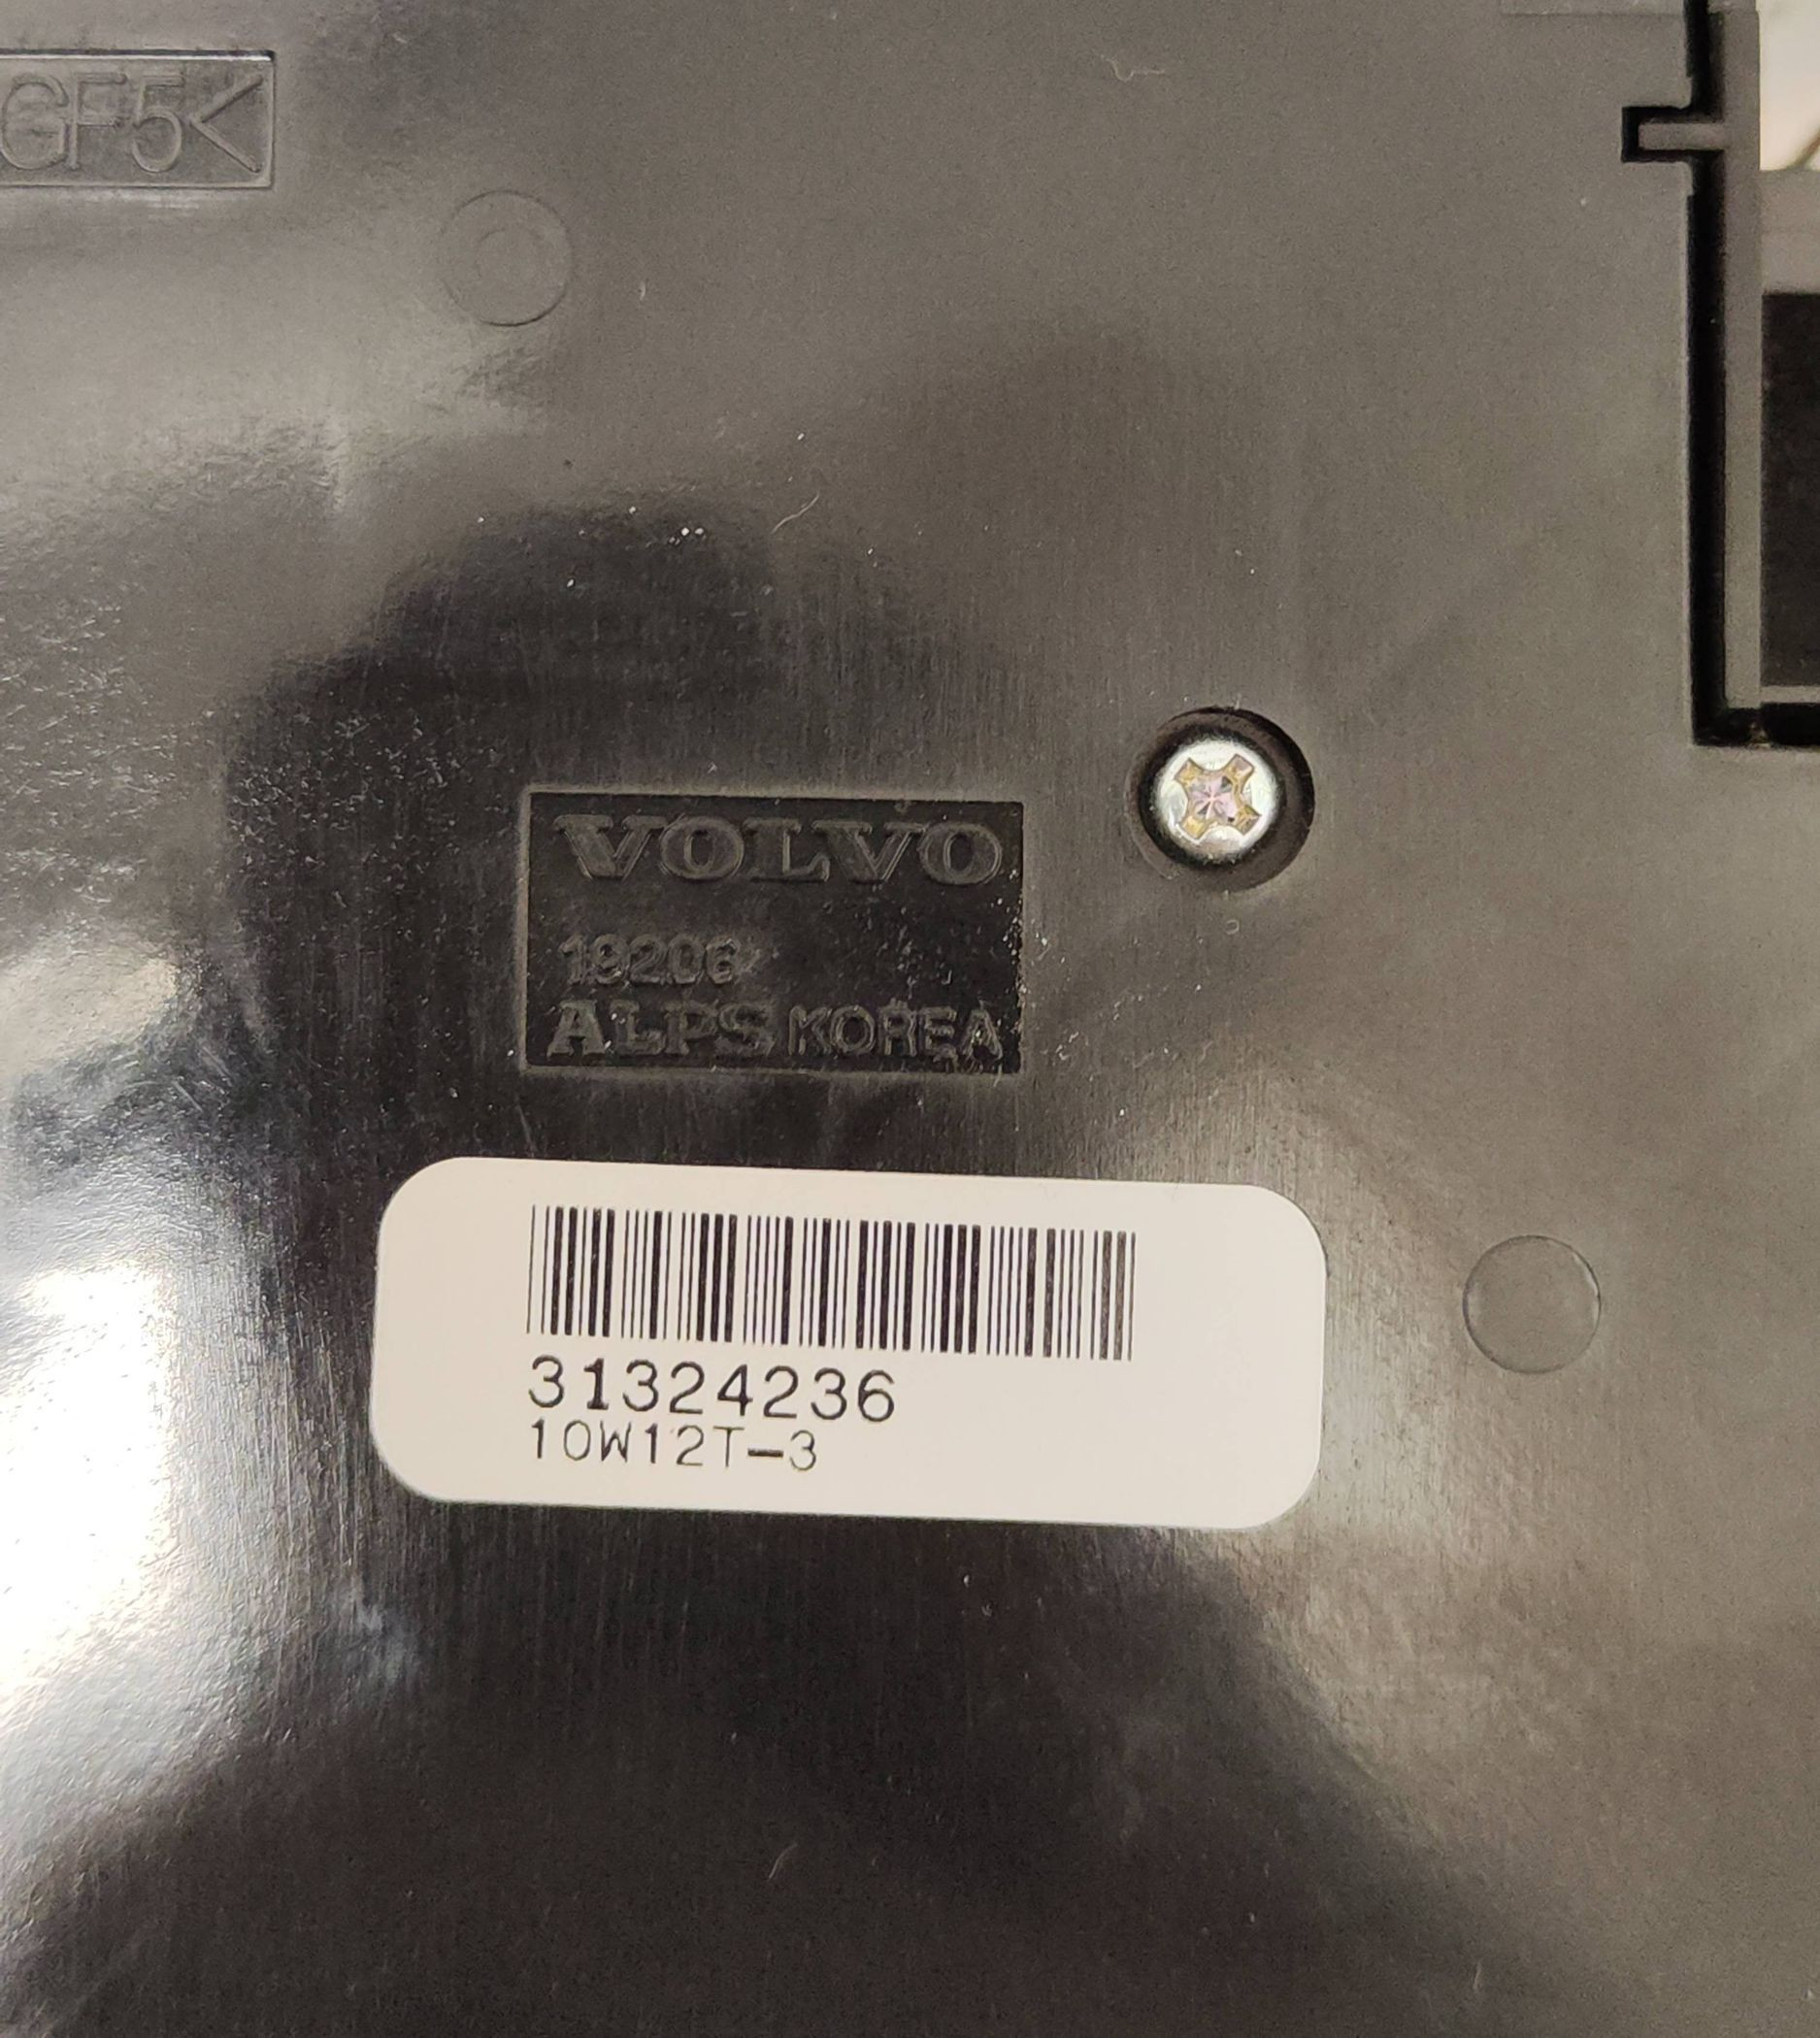 GF5<
VOLVO
19206
ALPS KOREA
31324236
10W12T-3